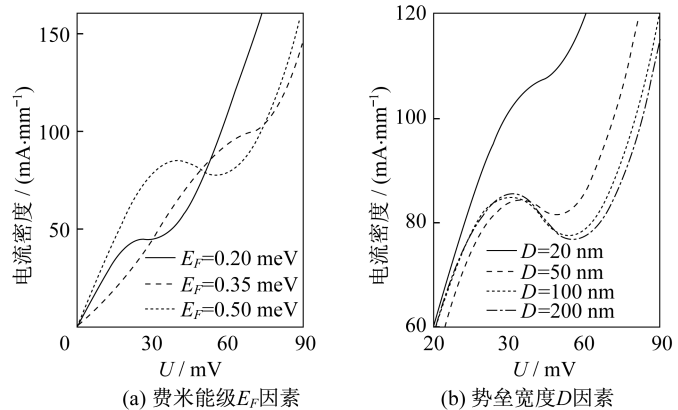 150
100
50
0
30
60
90
电流密度 / (mA·mm⁻¹)
U / mV
E_F=0.20 meV
E_F=0.35 meV
E_F=0.50 meV
(a) 费米能级E_F因素
120
100
80
60
20
40
60
80
90
电流密度 / (mA·mm⁻¹)
U / mV
D=20 nm
D=50 nm
D=100 nm
D=200 nm
(b) 势垒宽度D因素